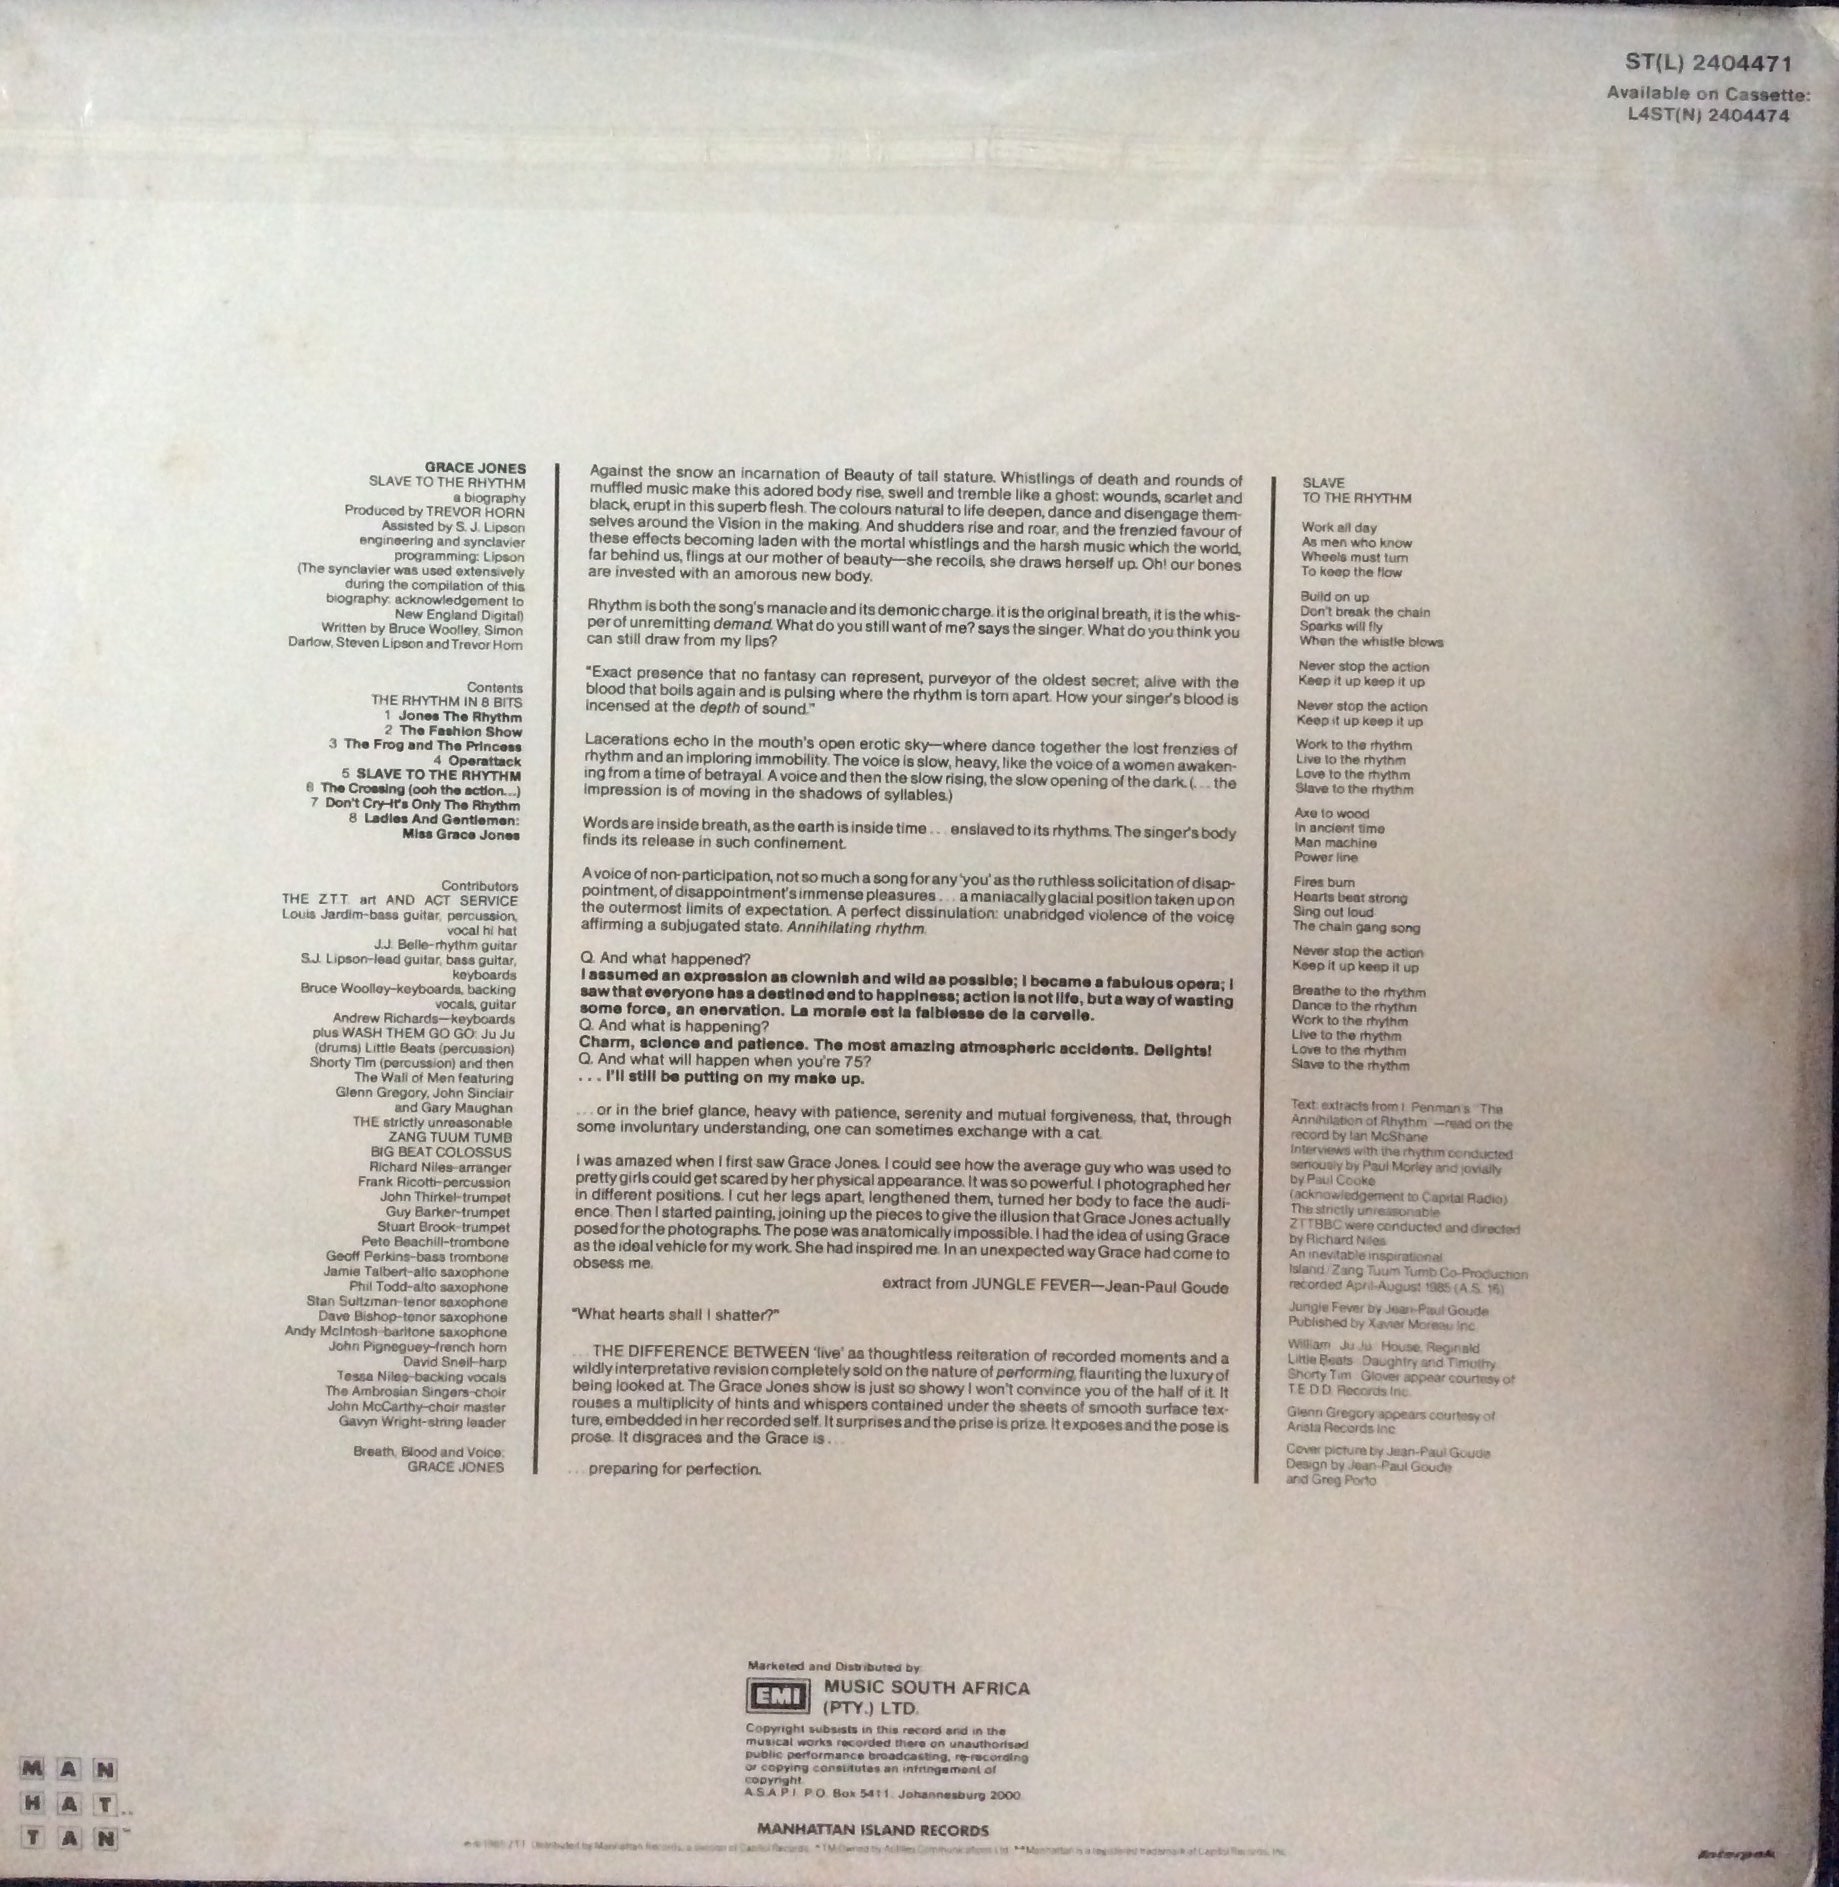 ST(L) 2404471
Available on Cassette:
L4ST(N) 2404474
GRACE JONES
SLAVE TO THE RHYTHM
a biography
Produced by TREVOR HORN
Assisted by S. J. Lipson
engineering and synclavier
programming: Lipson
(The synclavier was used extensively
during the compilation of this
biography: acknowledgement to
New England Digital)
Written by Bruce Woolley, Simon
Darlow, Steven Lipson and Trevor Horn
Contents
THE RHYTHM IN 8 BITS
1 Jones The Rhythm
2 The Fashion Show
3 The Frog and The Princess
4 Operattack
5 SLAVE TO THE RHYTHM
6 The Crossing (ooh the action...)
7 Don't Cry–It's Only The Rhythm
8 Ladies And Gentlemen:
Miss Grace Jones
Contributors
THE Z.T.T. art AND ACT SERVICE
Louis Jardim–bass guitar, percussion,
vocal hi hat
J.J. Belle–rhythm guitar
S.J. Lipson–lead guitar, bass guitar,
keyboards
Bruce Woolley–keyboards, backing
vocals, guitar
Andrew Richards–keyboards
plus WASH THEM GO GO: Ju Ju
(drums) Little Beats (percussion)
Shorty Tim (percussion) and then
The Wall of Men featuring
Glenn Gregory, John Sinclair
and Gary Maughan
THE strictly unreasonable
ZANG TUUM TUMB
BIG BEAT COLOSSUS
Richard Niles–arranger
Frank Ricotti–percussion
John Thirkel–trumpet
Guy Barker–trumpet
Stuart Brook–trumpet
Pete Beachill–trombone
Geoff Perkins–bass trombone
Jamie Talbert–alto saxophone
Phil Todd–alto saxophone
Stan Sultzman–tenor saxophone
Dave Bishop–tenor saxophone
Andy McIntosh–baritone saxophone
John Pigneguey–french horn
David Snell–harp
Tessa Niles–backing vocals
The Ambrosian Singers–choir
John McCarthy–choir master
Gavyn Wright–string leader
Breath, Blood and Voice:
GRACE JONES
Against the snow an incarnation of Beauty of tall stature. Whistlings of death and rounds of
muffled music make this adored body rise, swell and tremble like a ghost: wounds, scarlet and
black, erupt in this superb flesh. The colours natural to life deepen, dance and disengage them-
selves around the Vision in the making. And shudders rise and roar, and the frenzied favour of
these effects becoming laden with the mortal whistlings and the harsh music which the world,
far behind us, flings at our mother of beauty—she recoils, she draws herself up. Oh! our bones
are invested with an amorous new body.
Rhythm is both the song's manacle and its demonic charge. it is the original breath, it is the whis-
per of unremitting demand. What do you still want of me? says the singer. What do you think you
can still draw from my lips?
"Exact presence that no fantasy can represent, purveyor of the oldest secret; alive with the
blood that boils again and is pulsing where the rhythm is torn apart. How your singer's blood is
incensed at the depth of sound."
Lacerations echo in the mouth's open erotic sky—where dance together the lost frenzies of
rhythm and an imploring immobility. The voice is slow, heavy, like the voice of a women awaken-
ing from a time of betrayal. A voice and then the slow rising, the slow opening of the dark. (... the
impression is of moving in the shadows of syllables.)
Words are inside breath, as the earth is inside time ... enslaved to its rhythms. The singer's body
finds its release in such confinement.
A voice of non-participation, not so much a song for any 'you' as the ruthless solicitation of disap-
pointment, of disappointment's immense pleasures ... a maniacally glacial position taken up on
the outermost limits of expectation. A perfect dissinulation: unabridged violence of the voice
affirming a subjugated state. Annihilating rhythm.
Q. And what happened?
I assumed an expression as clownish and wild as possible; I became a fabulous opera; I
saw that everyone has a destined end to happiness; action is not life, but a way of wasting
some force, an enervation. La morale est la faiblesse de la cervelle.
Q. And what is happening?
Charm, science and patience. The most amazing atmospheric accidents. Delights!
Q. And what will happen when you're 75?
... I'll still be putting on my make up.
... or in the brief glance, heavy with patience, serenity and mutual forgiveness, that, through
some involuntary understanding, one can sometimes exchange with a cat.
I was amazed when I first saw Grace Jones. I could see how the average guy who was used to
pretty girls could get scared by her physical appearance. It was so powerful. I photographed her
in different positions. I cut her legs apart, lengthened them, turned her body to face the audi-
ence. Then I started painting, joining up the pieces to give the illusion that Grace Jones actually
posed for the photographs. The pose was anatomically impossible. I had the idea of using Grace
as the ideal vehicle for my work. She had inspired me. In an unexpected way Grace had come to
obsess me.
extract from JUNGLE FEVER—Jean-Paul Goude
"What hearts shall I shatter?"
... THE DIFFERENCE BETWEEN 'live' as thoughtless reiteration of recorded moments and a
wildly interpretative revision completely sold on the nature of performing, flaunting the luxury of
being looked at. The Grace Jones show is just so showy I won't convince you of the half of it. It
rouses a multiplicity of hints and whispers contained under the sheets of smooth surface tex-
ture, embedded in her recorded self. It surprises and the prise is prize. It exposes and the pose is
prose. It disgraces and the Grace is ...
... preparing for perfection.
SLAVE
TO THE RHYTHM
Work all day
As men who know
Wheels must turn
To keep the flow
Build on up
Don't break the chain
Sparks will fly
When the whistle blows
Never stop the action
Keep it up keep it up
Never stop the action
Keep it up keep it up
Work to the rhythm
Live to the rhythm
Love to the rhythm
Slave to the rhythm
Axe to wood
In ancient time
Man machine
Power line
Fires burn
Hearts beat strong
Sing out loud
The chain gang song
Never stop the action
Keep it up keep it up
Breathe to the rhythm
Dance to the rhythm
Work to the rhythm
Live to the rhythm
Love to the rhythm
Slave to the rhythm
Text: extracts from I. Penman's 'The
Annihilation of Rhythm'—read on the
record by Ian McShane
Interviews with the rhythm conducted
seriously by Paul Morley and jovially
by Paul Cooke
(acknowledgement to Capital Radio)
The strictly unreasonable
ZTTBBC were conducted and directed
by Richard Niles
An inevitable inspirational
Island/Zang Tuum Tumb Co-Production
recorded April-August 1985 (A.S. 16)
Jungle Fever by Jean-Paul Goude
Published by Xavier Moreau Inc.
William 'Ju Ju' House, Reginald
'Little Beats' Daughtry and Timothy
'Shorty Tim' Glover appear courtesy of
T.E.D.D. Records Inc.
Glenn Gregory appears courtesy of
Arista Records Inc
Cover picture by Jean-Paul Goude
Design by Jean-Paul Goude
and Greg Porto
Marketed and Distributed by
EMI MUSIC SOUTH AFRICA
(PTY.) LTD.
Copyright subsists in this record and in the
musical works recorded there on unauthorised
public performance broadcasting, re-recording
or copying constitutes an infringement of
copyright.
A.S.A.P.I. P.O. Box 5411. Johannesburg 2000
MAN
HAT
TAN
MANHATTAN ISLAND RECORDS
Distributed by Manhattan Records, a division of Capitol Records. *TM Owned by Communications Ltd. **Manhattan is a registered trademark of Capitol Records, Inc.
Interpak